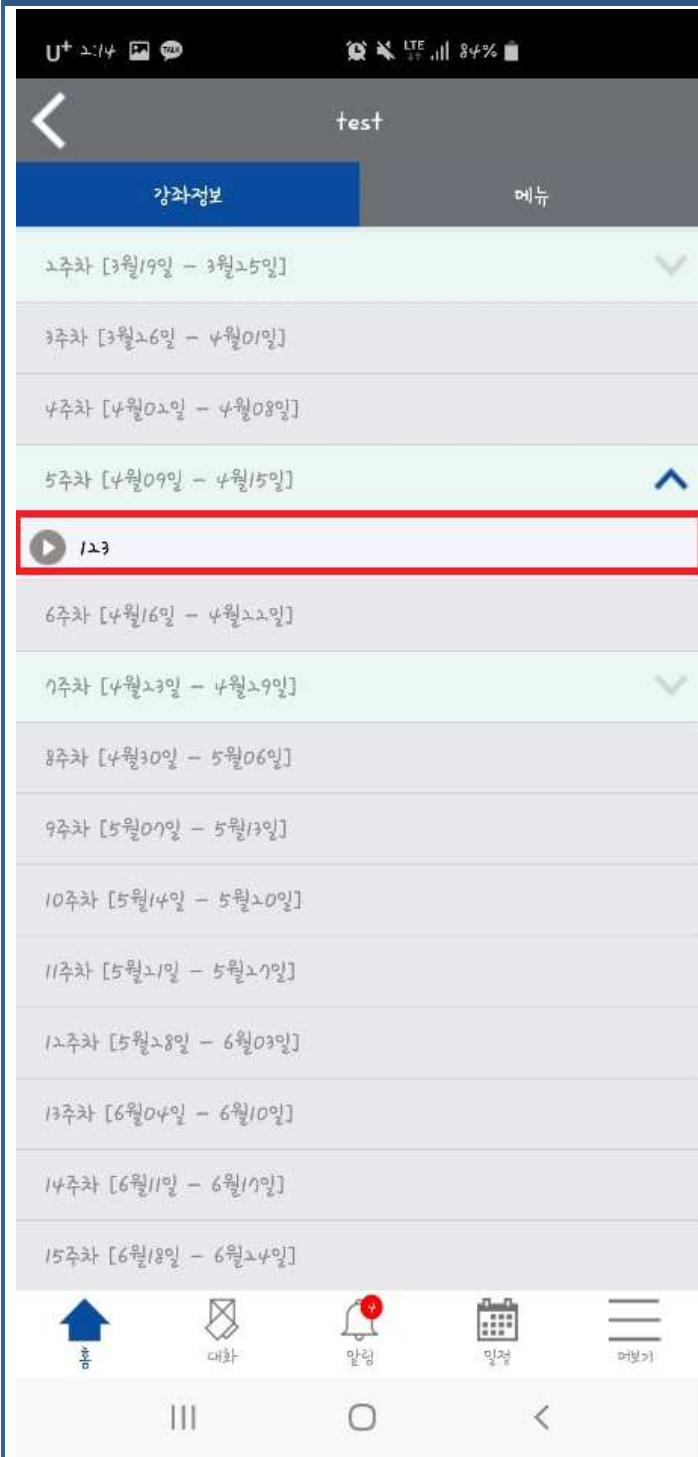 U+ 2:14 TALK LTE 84%
test
강좌정보 메뉴
2주차 [3월19일 - 3월25일]
3주차 [3월26일 - 4월01일]
4주차 [4월02일 - 4월08일]
5주차 [4월09일 - 4월15일]
123
6주차 [4월16일 - 4월22일]
7주차 [4월23일 - 4월29일]
8주차 [4월30일 - 5월06일]
9주차 [5월07일 - 5월13일]
10주차 [5월14일 - 5월20일]
11주차 [5월21일 - 5월27일]
12주차 [5월28일 - 6월03일]
13주차 [6월04일 - 6월10일]
14주차 [6월11일 - 6월17일]
15주차 [6월18일 - 6월24일]
4
홈 대화 알림 일정 더보기